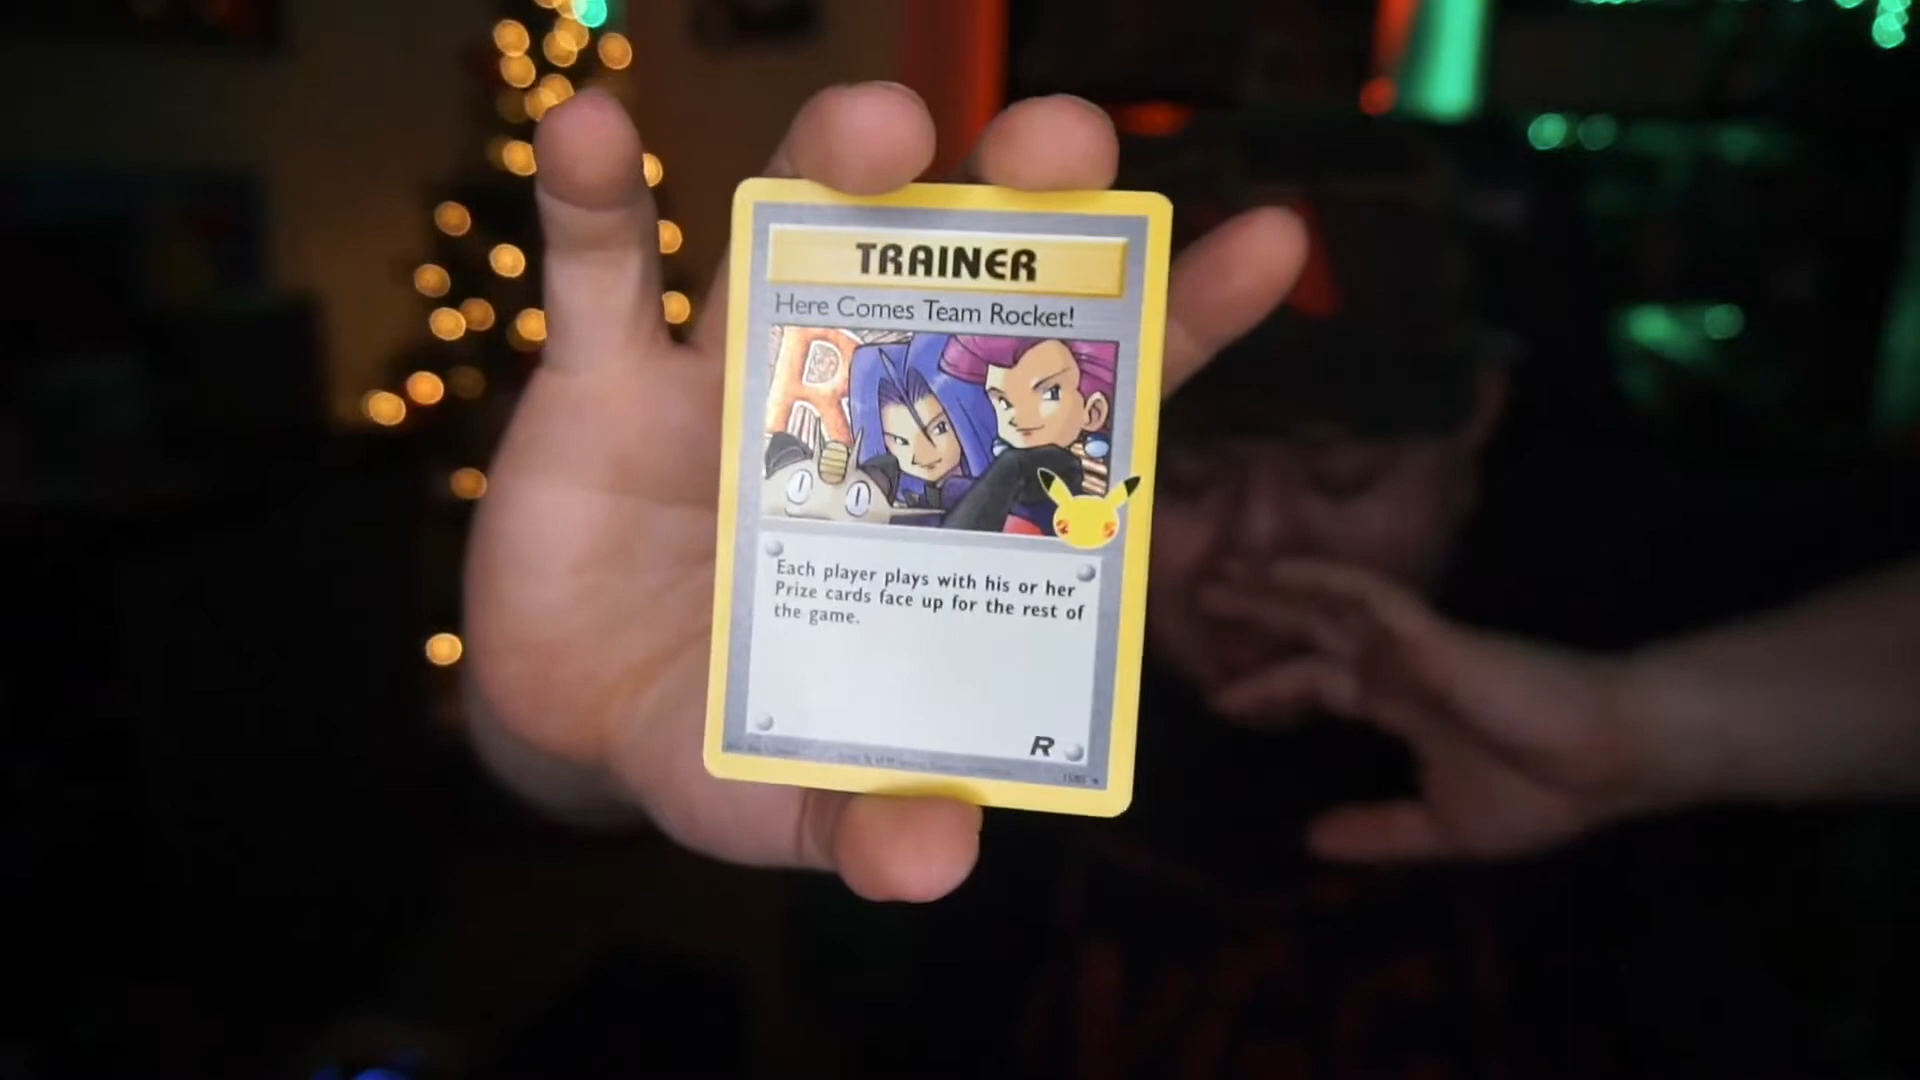 TRAINER
Here Comes Team Rocket!
R
Each player plays with his or her
Prize cards face up for the rest of
the game.
R